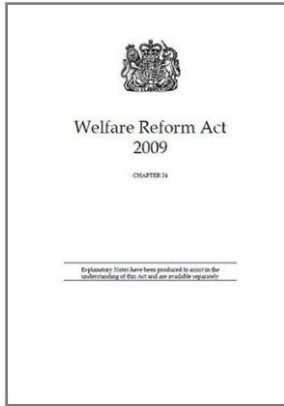 Welfare Reform Act
2009
CHAPTER 24
Explanatory Notes have been produced to assist in the
understanding of this Act and are available separately